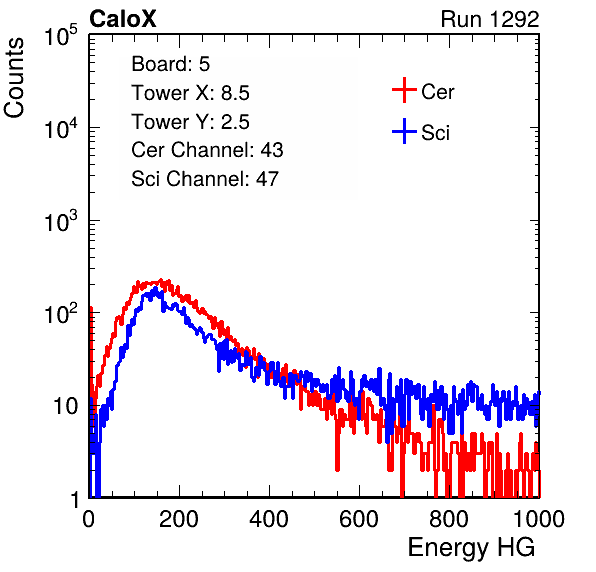 CaloX Run 1292
Counts
10^5
10^4
10^3
10^2
10
1
Board: 5
Tower X: 8.5
Tower Y: 2.5
Cer Channel: 43
Sci Channel: 47
Cer
Sci
0 200 400 600 800 1000
Energy HG